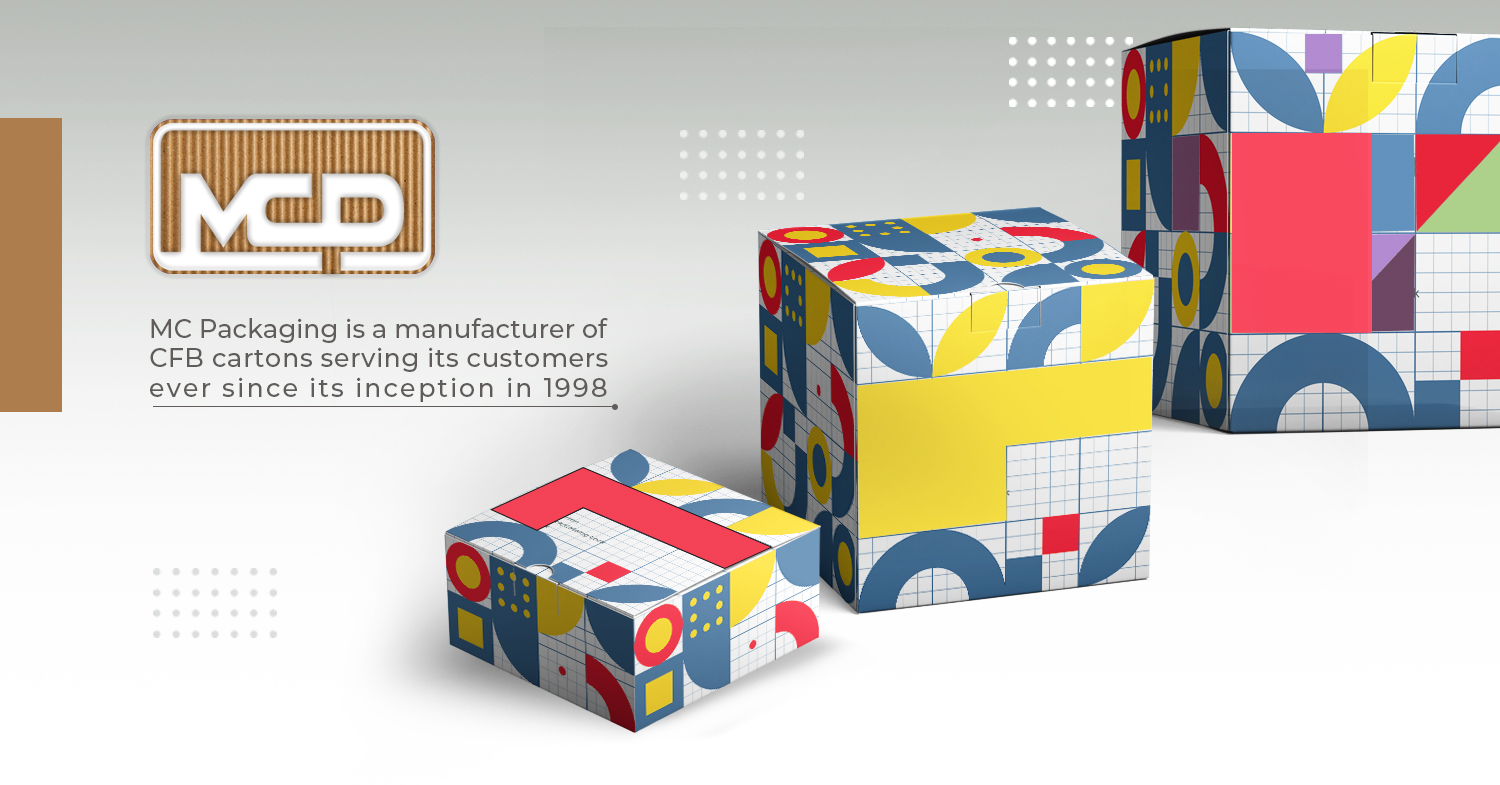 MCP
MC Packaging is a manufacturer of
CFB cartons serving its customers
ever since its inception in 1998